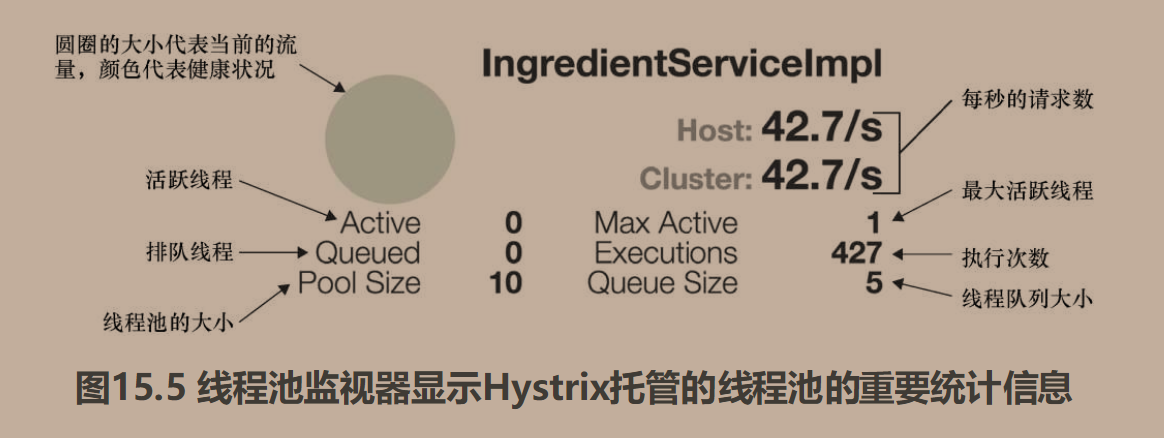 圆圈的大小代表当前的流
量，颜色代表健康状况
IngredientServiceImpl
每秒的请求数
Host: 42.7/s
Cluster: 42.7/s
活跃线程
最大活跃线程
Active 0 Max Active 1
排队线程
Queued 0 Executions 427
执行次数
Pool Size 10 Queue Size 5
线程队列大小
线程池的大小
图15.5 线程池监视器显示Hystrix托管的线程池的重要统计信息